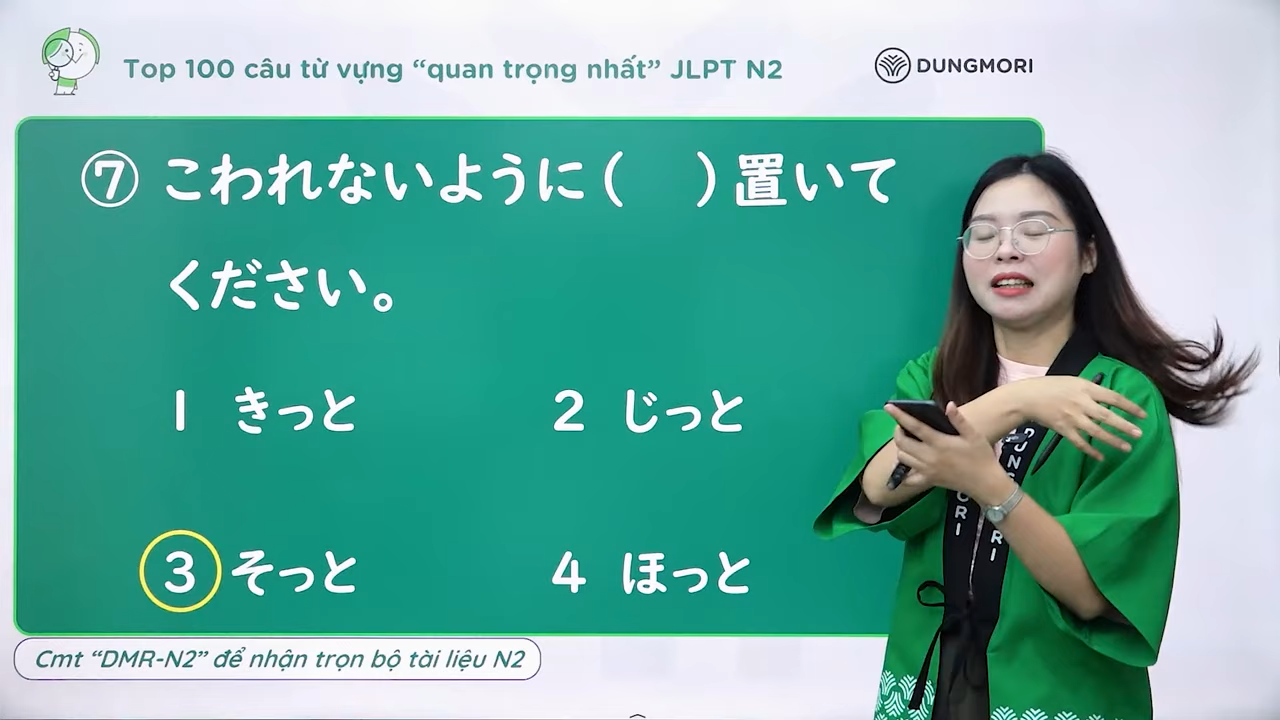 Top 100 câu từ vựng “quan trọng nhất” JLPT N2
DUNGMORI
⑦ こわれないように（　　）置いて
ください。
1 きっと
2 じっと
3 そっと
4 ほっと
Cmt “DMR-N2” để nhận trọn bộ tài liệu N2